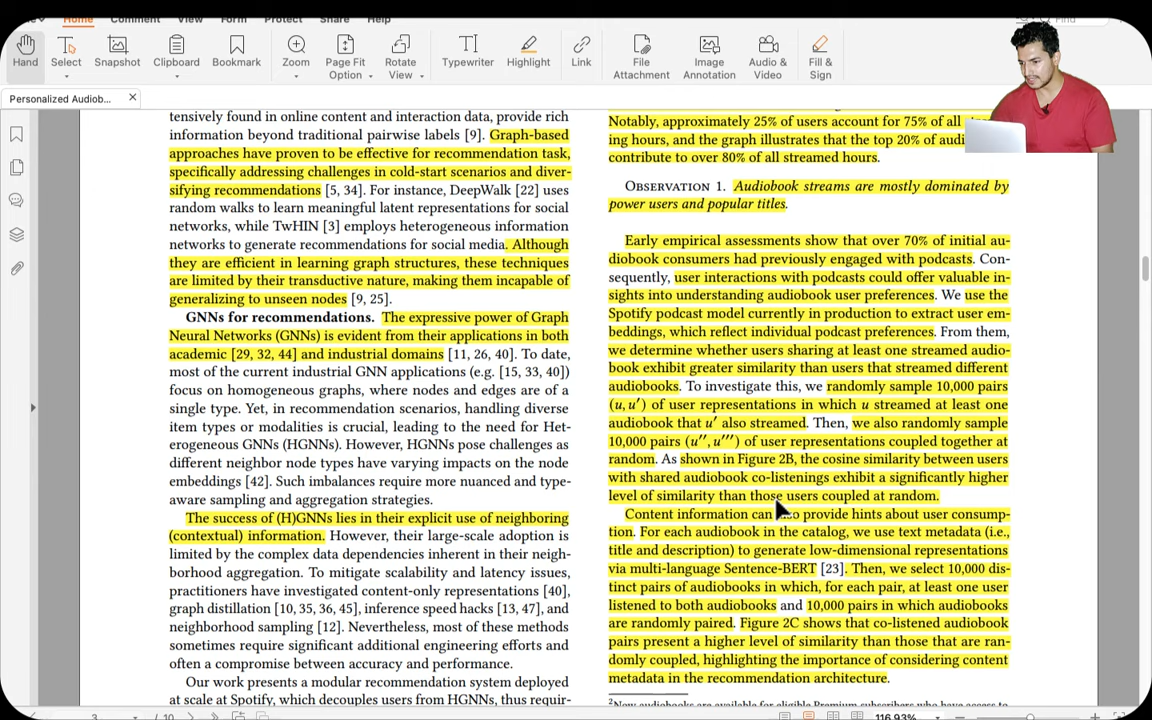 Home
Comment
View
Form
Protect
Share
Help
Find
Hand
Select
Snapshot
Clipboard
Bookmark
Zoom
Page Fit
Option
Rotate
View
Typewriter
Highlight
Link
File
Attachment
Image
Annotation
Audio &
Video
Fill &
Sign
Personalized Audiob...
tensively found in online content and interaction data, provide rich
information beyond traditional pairwise labels [9]. Graph-based
approaches have proven to be effective for recommendation task,
specifically addressing challenges in cold-start scenarios and diver-
sifying recommendations [5, 34]. For instance, DeepWalk [22] uses
random walks to learn meaningful latent representations for social
networks, while TwHIN [3] employs heterogeneous information
networks to generate recommendations for social media. Although
they are efficient in learning graph structures, these techniques
are limited by their transductive nature, making them incapable of
generalizing to unseen nodes [9, 25].
GNNs for recommendations. The expressive power of Graph
Neural Networks (GNNs) is evident from their applications in both
academic [29, 32, 44] and industrial domains [11, 26, 40]. To date,
most of the current industrial GNN applications (e.g. [15, 33, 40])
focus on homogeneous graphs, where nodes and edges are of a
single type. Yet, in recommendation scenarios, handling diverse
item types or modalities is crucial, leading to the need for Het-
erogeneous GNNs (HGNNs). However, HGNNs pose challenges as
different neighbor node types have varying impacts on the node
embeddings [42]. Such imbalances require more nuanced and type-
aware sampling and aggregation strategies.
The success of (H)GNNs lies in their explicit use of neighboring
(contextual) information. However, their large-scale adoption is
limited by the complex data dependencies inherent in their neigh-
borhood aggregation. To mitigate scalability and latency issues,
practitioners have investigated content-only representations [40],
graph distillation [10, 35, 36, 45], inference speed hacks [13, 47], and
neighborhood sampling [12]. Nevertheless, most of these methods
sometimes require significant additional engineering efforts and
often a compromise between accuracy and performance.
Our work presents a modular recommendation system deployed
at scale at Spotify, which decouples users from HGNNs, thus requir-
Notably, approximately 25% of users account for 75% of all
ing hours, and the graph illustrates that the top 20% of audi
contribute to over 80% of all streamed hours.
Observation 1. Audiobook streams are mostly dominated by
power users and popular titles.
Early empirical assessments show that over 70% of initial au-
diobook consumers had previously engaged with podcasts. Con-
sequently, user interactions with podcasts could offer valuable in-
sights into understanding audiobook user preferences. We use the
Spotify podcast model currently in production to extract user em-
beddings, which reflect individual podcast preferences. From them,
we determine whether users sharing at least one streamed audio-
book exhibit greater similarity than users that streamed different
audiobooks. To investigate this, we randomly sample 10,000 pairs
(u, u′) of user representations in which u streamed at least one
audiobook that u′ also streamed. Then, we also randomly sample
10,000 pairs (u′′, u′′′) of user representations coupled together at
random. As shown in Figure 2B, the cosine similarity between users
with shared audiobook co-listenings exhibit a significantly higher
level of similarity than those users coupled at random.
Content information can also provide hints about user consump-
tion. For each audiobook in the catalog, we use text metadata (i.e.,
title and description) to generate low-dimensional representations
via multi-language Sentence-BERT [23]. Then, we select 10,000 dis-
tinct pairs of audiobooks in which, for each pair, at least one user
listened to both audiobooks and 10,000 pairs in which audiobooks
are randomly paired. Figure 2C shows that co-listened audiobook
pairs present a higher level of similarity than those that are ran-
domly coupled, highlighting the importance of considering content
metadata in the recommendation architecture.
2Now audiobooks are available for eligible Premium subscribers who have access to
3 / 10
116.93%